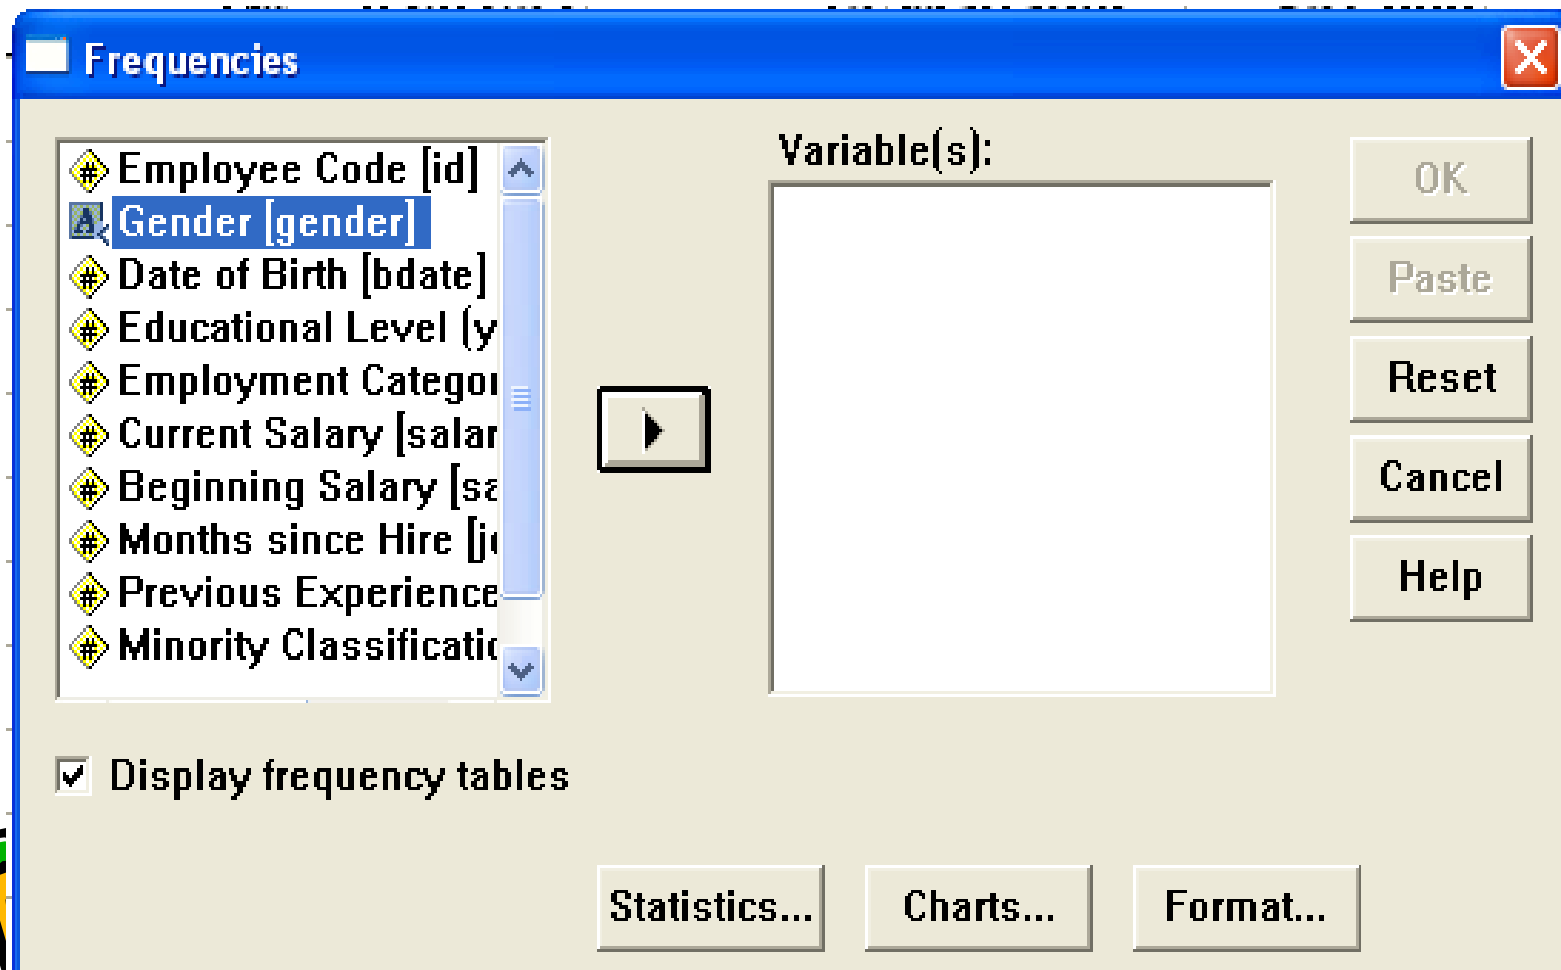 Frequencies
Employee Code [id]
Gender [gender]
Date of Birth [bdate]
Educational Level (y
Employment Categor
Current Salary [salar
Beginning Salary [sa
Months since Hire [j
Previous Experience
Minority Classificatio
Variable(s):
OK
Paste
Reset
Cancel
Help
Display frequency tables
Statistics...
Charts...
Format...